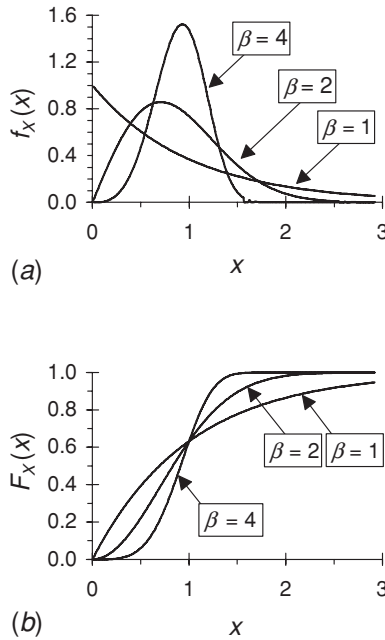 1.6
1.2
0.8
0.4
0.0
f_X(x)
β = 4
β = 2
β = 1
0 1 2 3
x
(a)
1.0
0.8
0.6
0.4
0.2
0.0
F_X(x)
β = 2 β = 1
β = 4
0 1 2 3
x
(b)